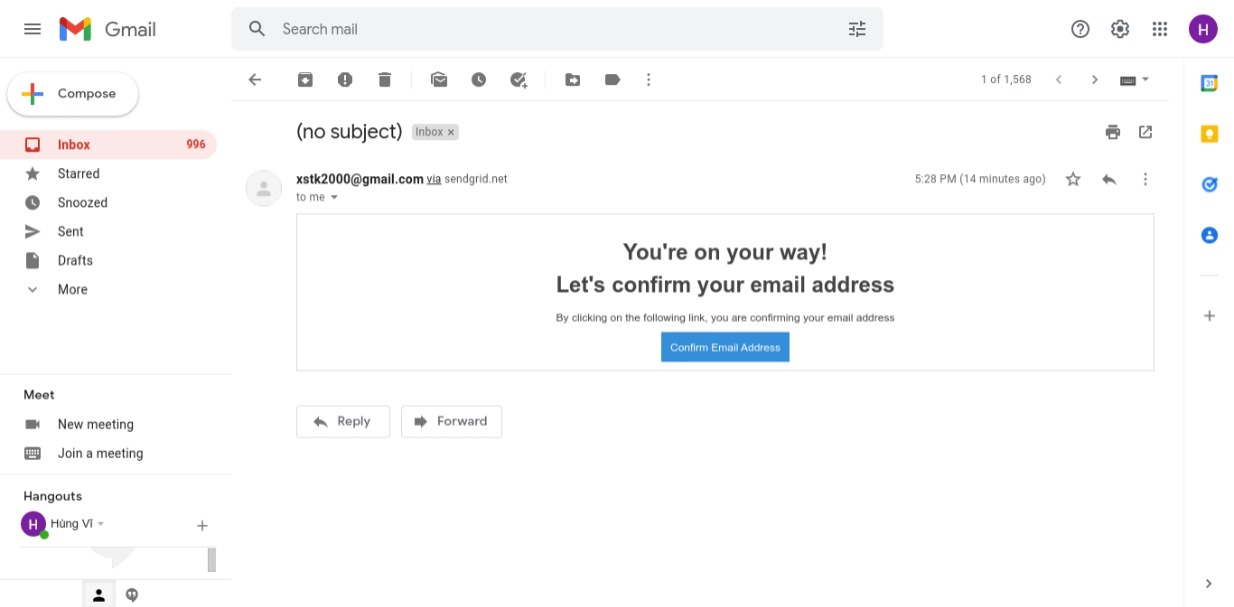 Gmail
Search mail
H
Compose
1 of 1,568
31
(no subject)
Inbox ×
Inbox 996
Starred
Snoozed
Sent
Drafts
More
xstk2000@gmail.com via sendgrid.net
5:28 PM (14 minutes ago)
to me
You're on your way!
Let's confirm your email address
By clicking on the following link, you are confirming your email address
Confirm Email Address
Reply
Forward
Meet
New meeting
Join a meeting
Hangouts
H
Hùng Vĩ